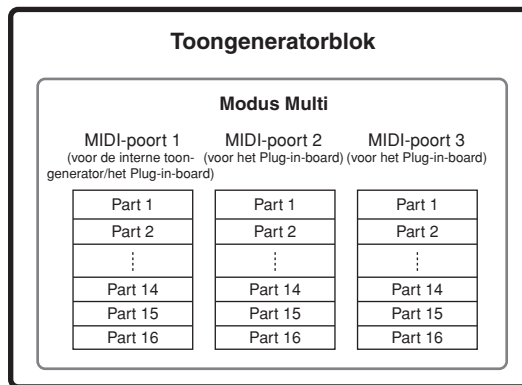 Toongeneratorblok
Modus Multi
MIDI-poort 1
(voor de interne toon-
generator/het Plug-in-board)
Part 1
Part 2
Part 14
Part 15
Part 16
MIDI-poort 2
(voor het Plug-in-board)
Part 1
Part 2
Part 14
Part 15
Part 16
MIDI-poort 3
(voor het Plug-in-board)
Part 1
Part 2
Part 14
Part 15
Part 16